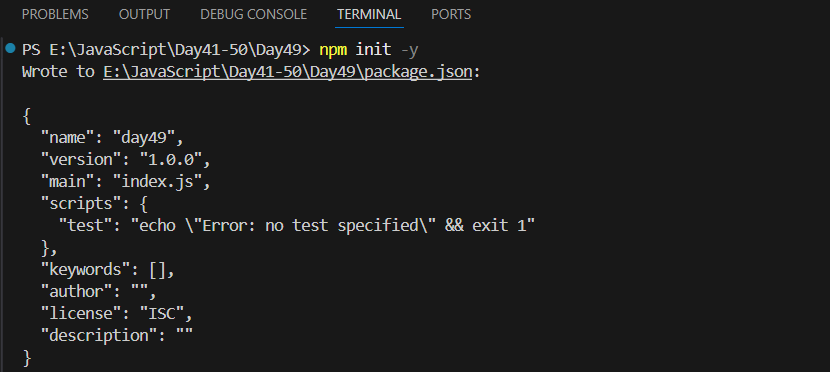 PROBLEMS OUTPUT DEBUG CONSOLE TERMINAL PORTS
PS E:\JavaScript\Day41-50\Day49> npm init -y
Wrote to E:\JavaScript\Day41-50\Day49\package.json:
{
  "name": "day49",
  "version": "1.0.0",
  "main": "index.js",
  "scripts": {
    "test": "echo \"Error: no test specified\" && exit 1"
  },
  "keywords": [],
  "author": "",
  "license": "ISC",
  "description": ""
}